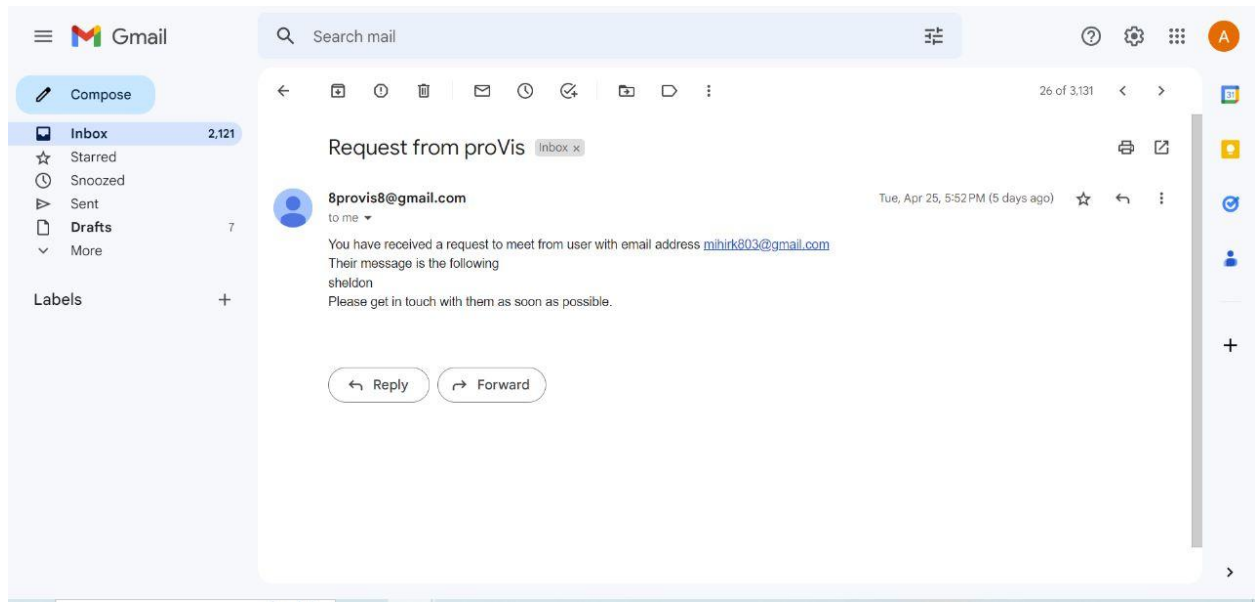 Gmail
Search mail
A
Compose
26 of 3,131
31
Inbox 2,121
Starred
Snoozed
Sent
Drafts 7
More
Labels
Request from proVis Inbox x
8provis8@gmail.com Tue, Apr 25, 5:52 PM (5 days ago)
to me
You have received a request to meet from user with email address mihirk803@gmail.com
Their message is the following
sheldon
Please get in touch with them as soon as possible.
Reply Forward